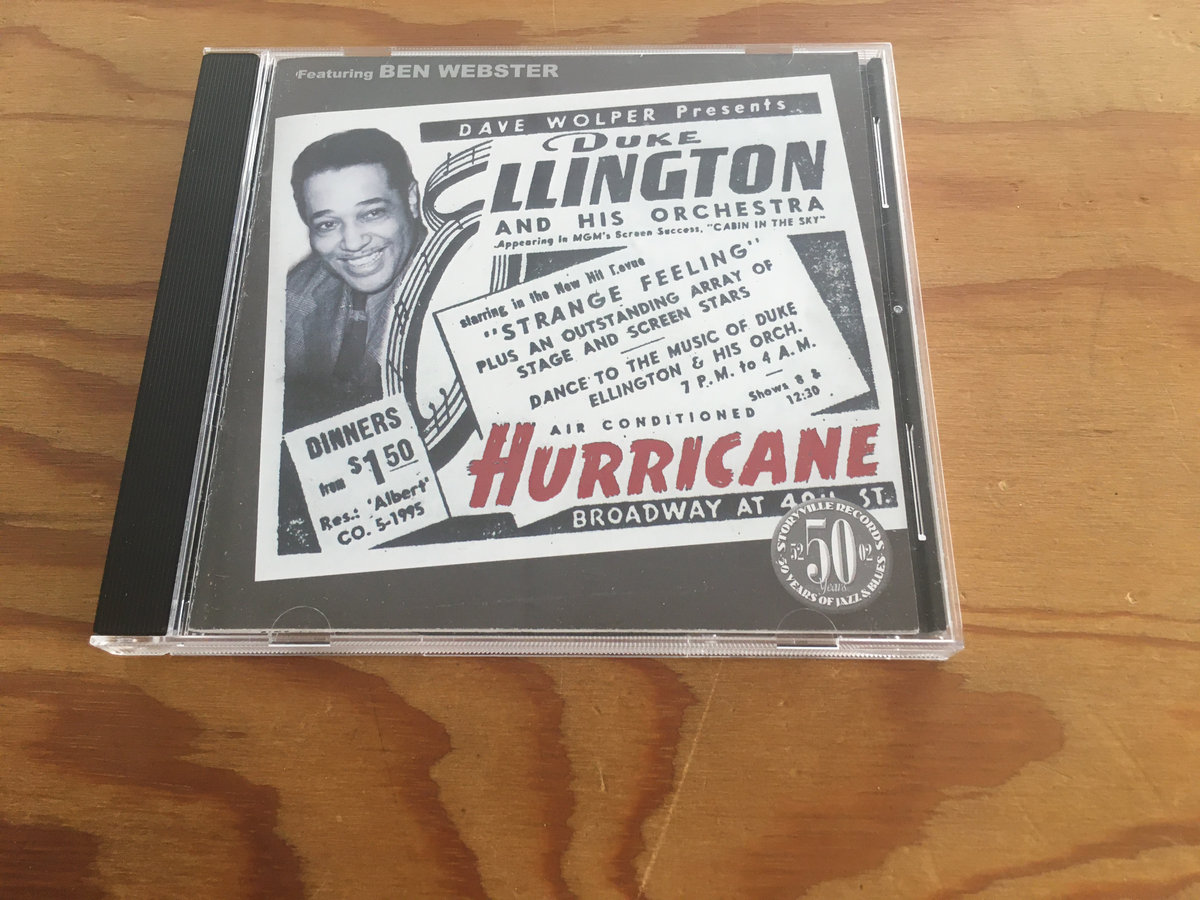 Featuring BEN WEBSTER
DAVE WOLPER Presents
DUKE
ELLINGTON
AND HIS ORCHESTRA
Appearing in MGM's Screen Success, "CABIN IN THE SKY"
starring in the New Hit Revue
"STRANGE FEELING"
PLUS AN OUTSTANDING ARRAY OF
STAGE AND SCREEN STARS
DANCE TO THE MUSIC OF DUKE
ELLINGTON & HIS ORCH.
7 P.M. to 4 A.M.
Shows 8 &
12:30
DINNERS
from $1.50
Res.: 'Albert'
CO. 5-1995
AIR CONDITIONED
HURRICANE
BROADWAY AT 49th ST.
STORYVILLE RECORDS
52 50 02
Years
50 YEARS OF JAZZ & BLUES